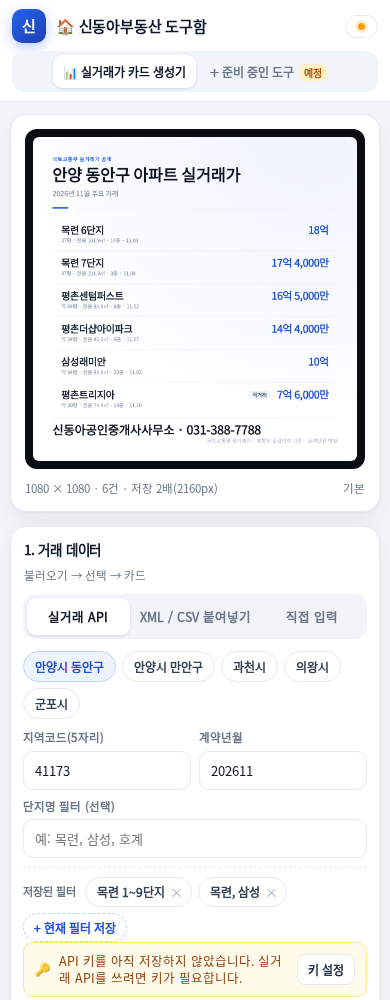 신
🏠 신동아부동산 도구함
📊 실거래가 카드 생성기
+ 준비 중인 도구 예정
국토교통부 실거래가 공개
안양 동안구 아파트 실거래가
2026년 11월 주요 거래
목련 6단지
18억
목련 7단지
17억 4,000만
평촌센텀퍼스트
16억 5,000만
평촌더샵아이파크
14억 4,000만
삼성래미안
10억
평촌트리지아
직거래 7억 6,000만
신동아공인중개사사무소 · 031-388-7788
1080 × 1080 · 6건 · 저장 2배(2160px)
기본
1. 거래 데이터
불러오기 → 선택 → 카드
실거래 API
XML / CSV 붙여넣기
직접 입력
안양시 동안구
안양시 만안구
과천시
의왕시
군포시
지역코드(5자리)
계약년월
41173
202611
단지명 필터 (선택)
예: 목련, 삼성, 호계
저장된 필터
목련 1~9단지 ×
목련, 삼성 ×
+ 현재 필터 저장
🔑 API 키를 아직 저장하지 않았습니다. 실거
래 API를 쓰려면 키가 필요합니다.
키 설정